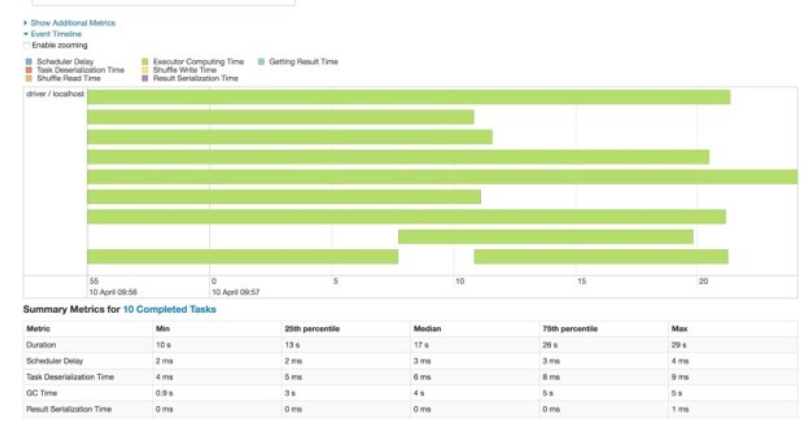 Show Additional Metrics
Event Timeline
Enable zooming
Scheduler Delay Executor Computing Time Getting Result Time
Task Deserialization Time Shuffle Write Time
Shuffle Read Time Result Serialization Time
driver / localhost
55 0 5 10 15 20
10 April 09:56 10 April 09:57
Summary Metrics for 10 Completed Tasks
Metric Min 25th percentile Median 75th percentile Max
Duration 10 s 13 s 17 s 26 s 29 s
Scheduler Delay 2 ms 2 ms 3 ms 3 ms 4 ms
Task Deserialization Time 4 ms 5 ms 6 ms 8 ms 9 ms
GC Time 0.9 s 3 s 4 s 5 s 5 s
Result Serialization Time 0 ms 0 ms 0 ms 0 ms 1 ms